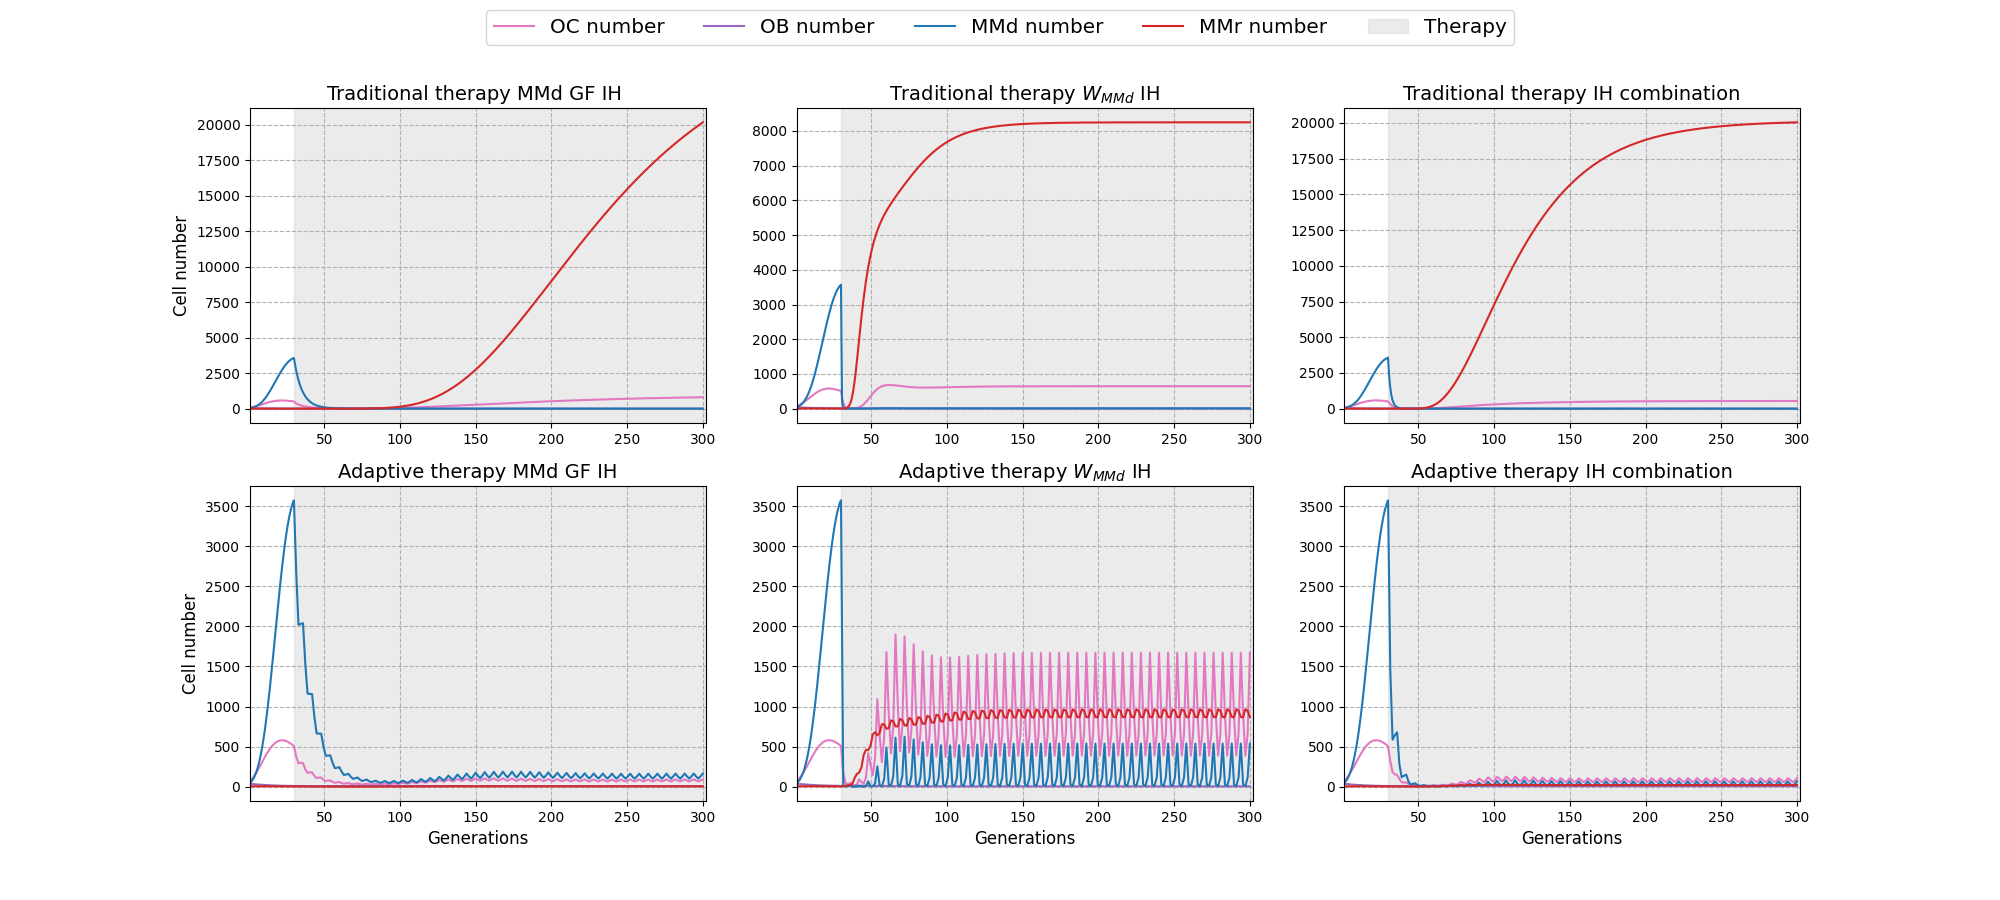 OC number OB number MMd number MMr number Therapy
Traditional therapy MMd GF IH
Cell number
20000
17500
15000
12500
10000
7500
5000
2500
0
50 100 150 200 250 300
Traditional therapy W_MMd IH
8000
7000
6000
5000
4000
3000
2000
1000
0
50 100 150 200 250 300
Traditional therapy IH combination
20000
17500
15000
12500
10000
7500
5000
2500
0
50 100 150 200 250 300
Adaptive therapy MMd GF IH
Cell number
3500
3000
2500
2000
1500
1000
500
0
50 100 150 200 250 300
Generations
Adaptive therapy W_MMd IH
3500
3000
2500
2000
1500
1000
500
0
50 100 150 200 250 300
Generations
Adaptive therapy IH combination
3500
3000
2500
2000
1500
1000
500
0
50 100 150 200 250 300
Generations